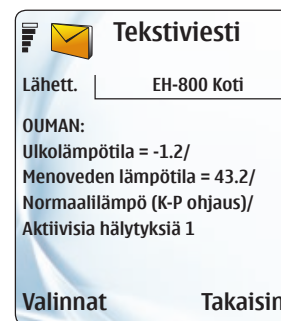 Tekstiviesti
Lähett. EH-800 Koti
OUMAN:
Ulkolämpötila = -1.2/
Menoveden lämpötila = 43.2/
Normaalilämpö (K-P ohjaus)/
Aktiivisia hälytyksiä 1
Valinnat Takaisin